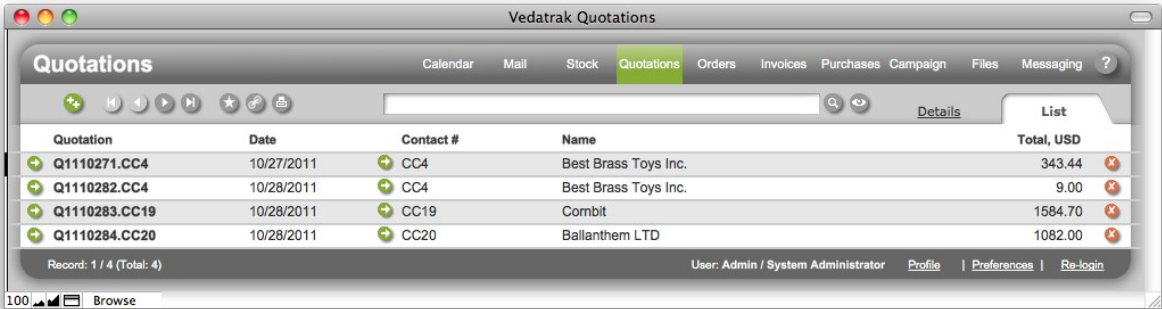 Vedatrak Quotations
Quotations Calendar Mail Stock Quotations Orders Invoices Purchases Campaign Files Messaging ?
Details List
Quotation Date Contact # Name Total, USD
Q1110271.CC4 10/27/2011 CC4 Best Brass Toys Inc. 343.44
Q1110282.CC4 10/28/2011 CC4 Best Brass Toys Inc. 9.00
Q1110283.CC19 10/28/2011 CC19 Cornbit 1584.70
Q1110284.CC20 10/28/2011 CC20 Ballanthem LTD 1082.00
Record: 1 / 4 (Total: 4) User: Admin / System Administrator Profile | Preferences | Re-login
100 Browse